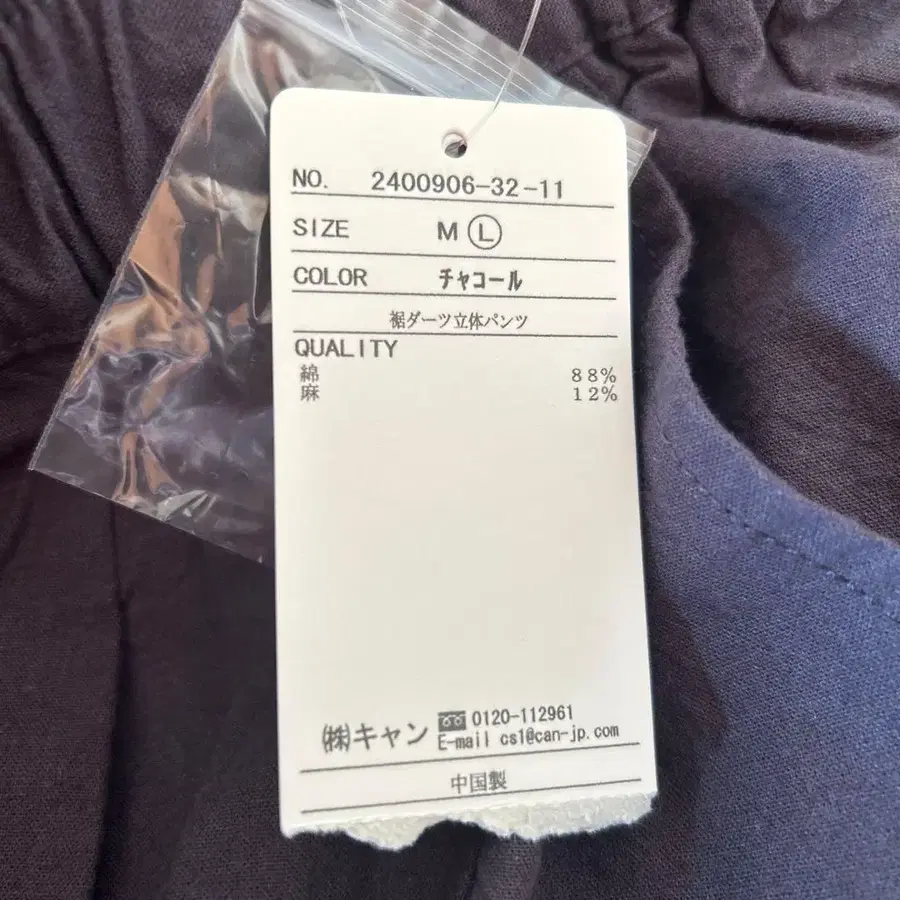 NO. 2400906-32-11
SIZE M L
COLOR チャコール
裾ダーツ立体パンツ
QUALITY
綿 88%
麻 12%
㈱キャン 0120-112961
E-mail cs1@can-jp.com
中国製